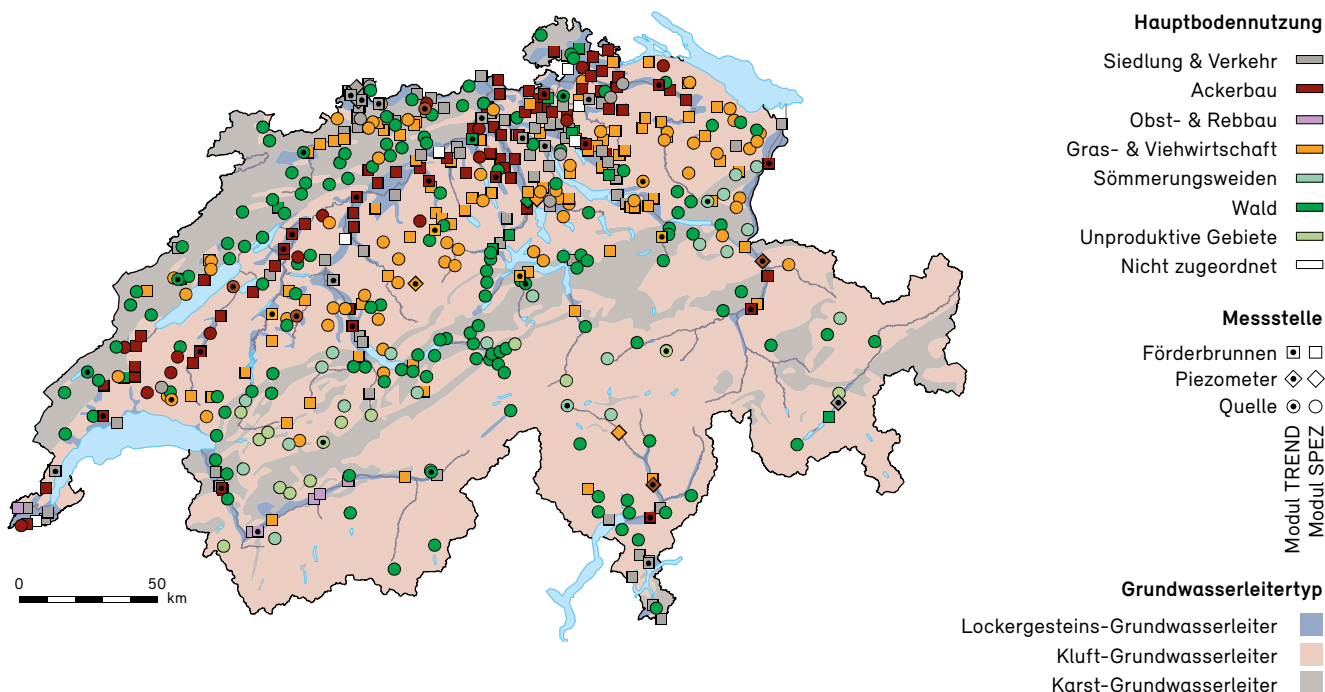 Hauptbodennutzung
Siedlung & Verkehr
Ackerbau
Obst- & Rebbau
Gras- & Viehwirtschaft
Sömmerungsweiden
Wald
Unproduktive Gebiete
Nicht zugeordnet
Messstelle
Förderbrunnen
Piezometer
Quelle
Modul TREND
Modul SPEZ
0 50
km
Grundwasserleitertyp
Lockergesteins-Grundwasserleiter
Kluft-Grundwasserleiter
Karst-Grundwasserleiter